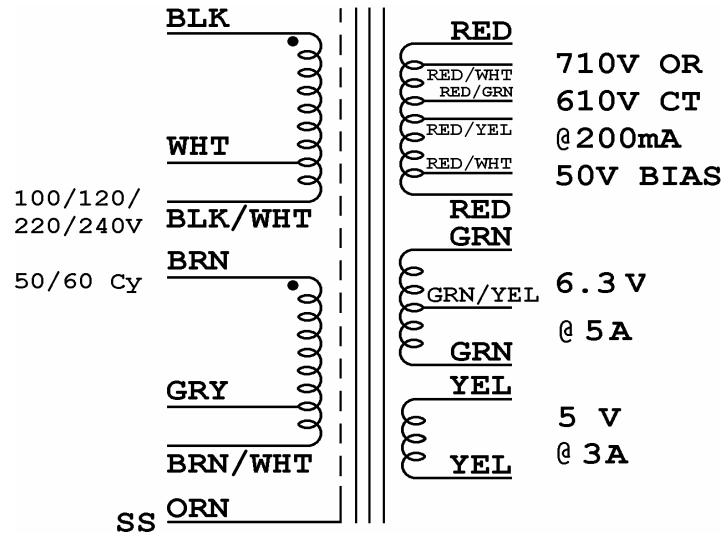 BLK
WHT
100/120/
220/240V
BLK/WHT
BRN
50/60 Cy
GRY
BRN/WHT
SS
ORN
RED
RED/WHT
RED/GRN
RED/YEL
RED/WHT
RED
710V OR
610V CT
@200mA
50V BIAS
GRN
GRN/YEL
GRN
6.3 V
@ 5A
YEL
YEL
5 V
@ 3A